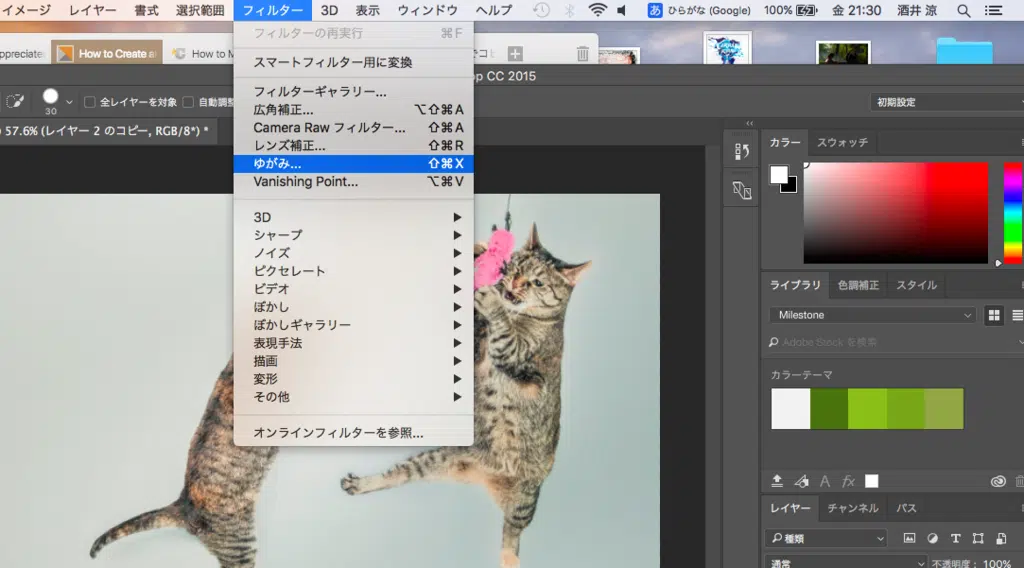 イメージ レイヤー 書式 選択範囲 フィルター 3D 表示 ウィンドウ ヘルプ あ ひらがな (Google) 100% 金 21:30 酒井 涼
ppreciate How to Create a How to M でコピ
フィルターの再実行 ⌘F
スマートフィルター用に変換
フィルターギャラリー...
広角補正... ⌥⇧⌘A
Camera Raw フィルター... ⇧⌘A
レンズ補正... ⇧⌘R
ゆがみ... ⇧⌘X
Vanishing Point... ⌥⌘V
3D
シャープ
ノイズ
ピクセレート
ビデオ
ぼかし
ぼかしギャラリー
表現手法
描画
変形
その他
オンラインフィルターを参照...
op CC 2015
30 全レイヤーを対象 自動調整
初期設定
57.6% (レイヤー 2 のコピー, RGB/8*) *
カラー スウォッチ
ライブラリ 色調補正 スタイル
Milestone
Adobe Stock を検索
カラーテーマ
A fx
レイヤー チャンネル パス
種類 T
通常 不透明度: 100%